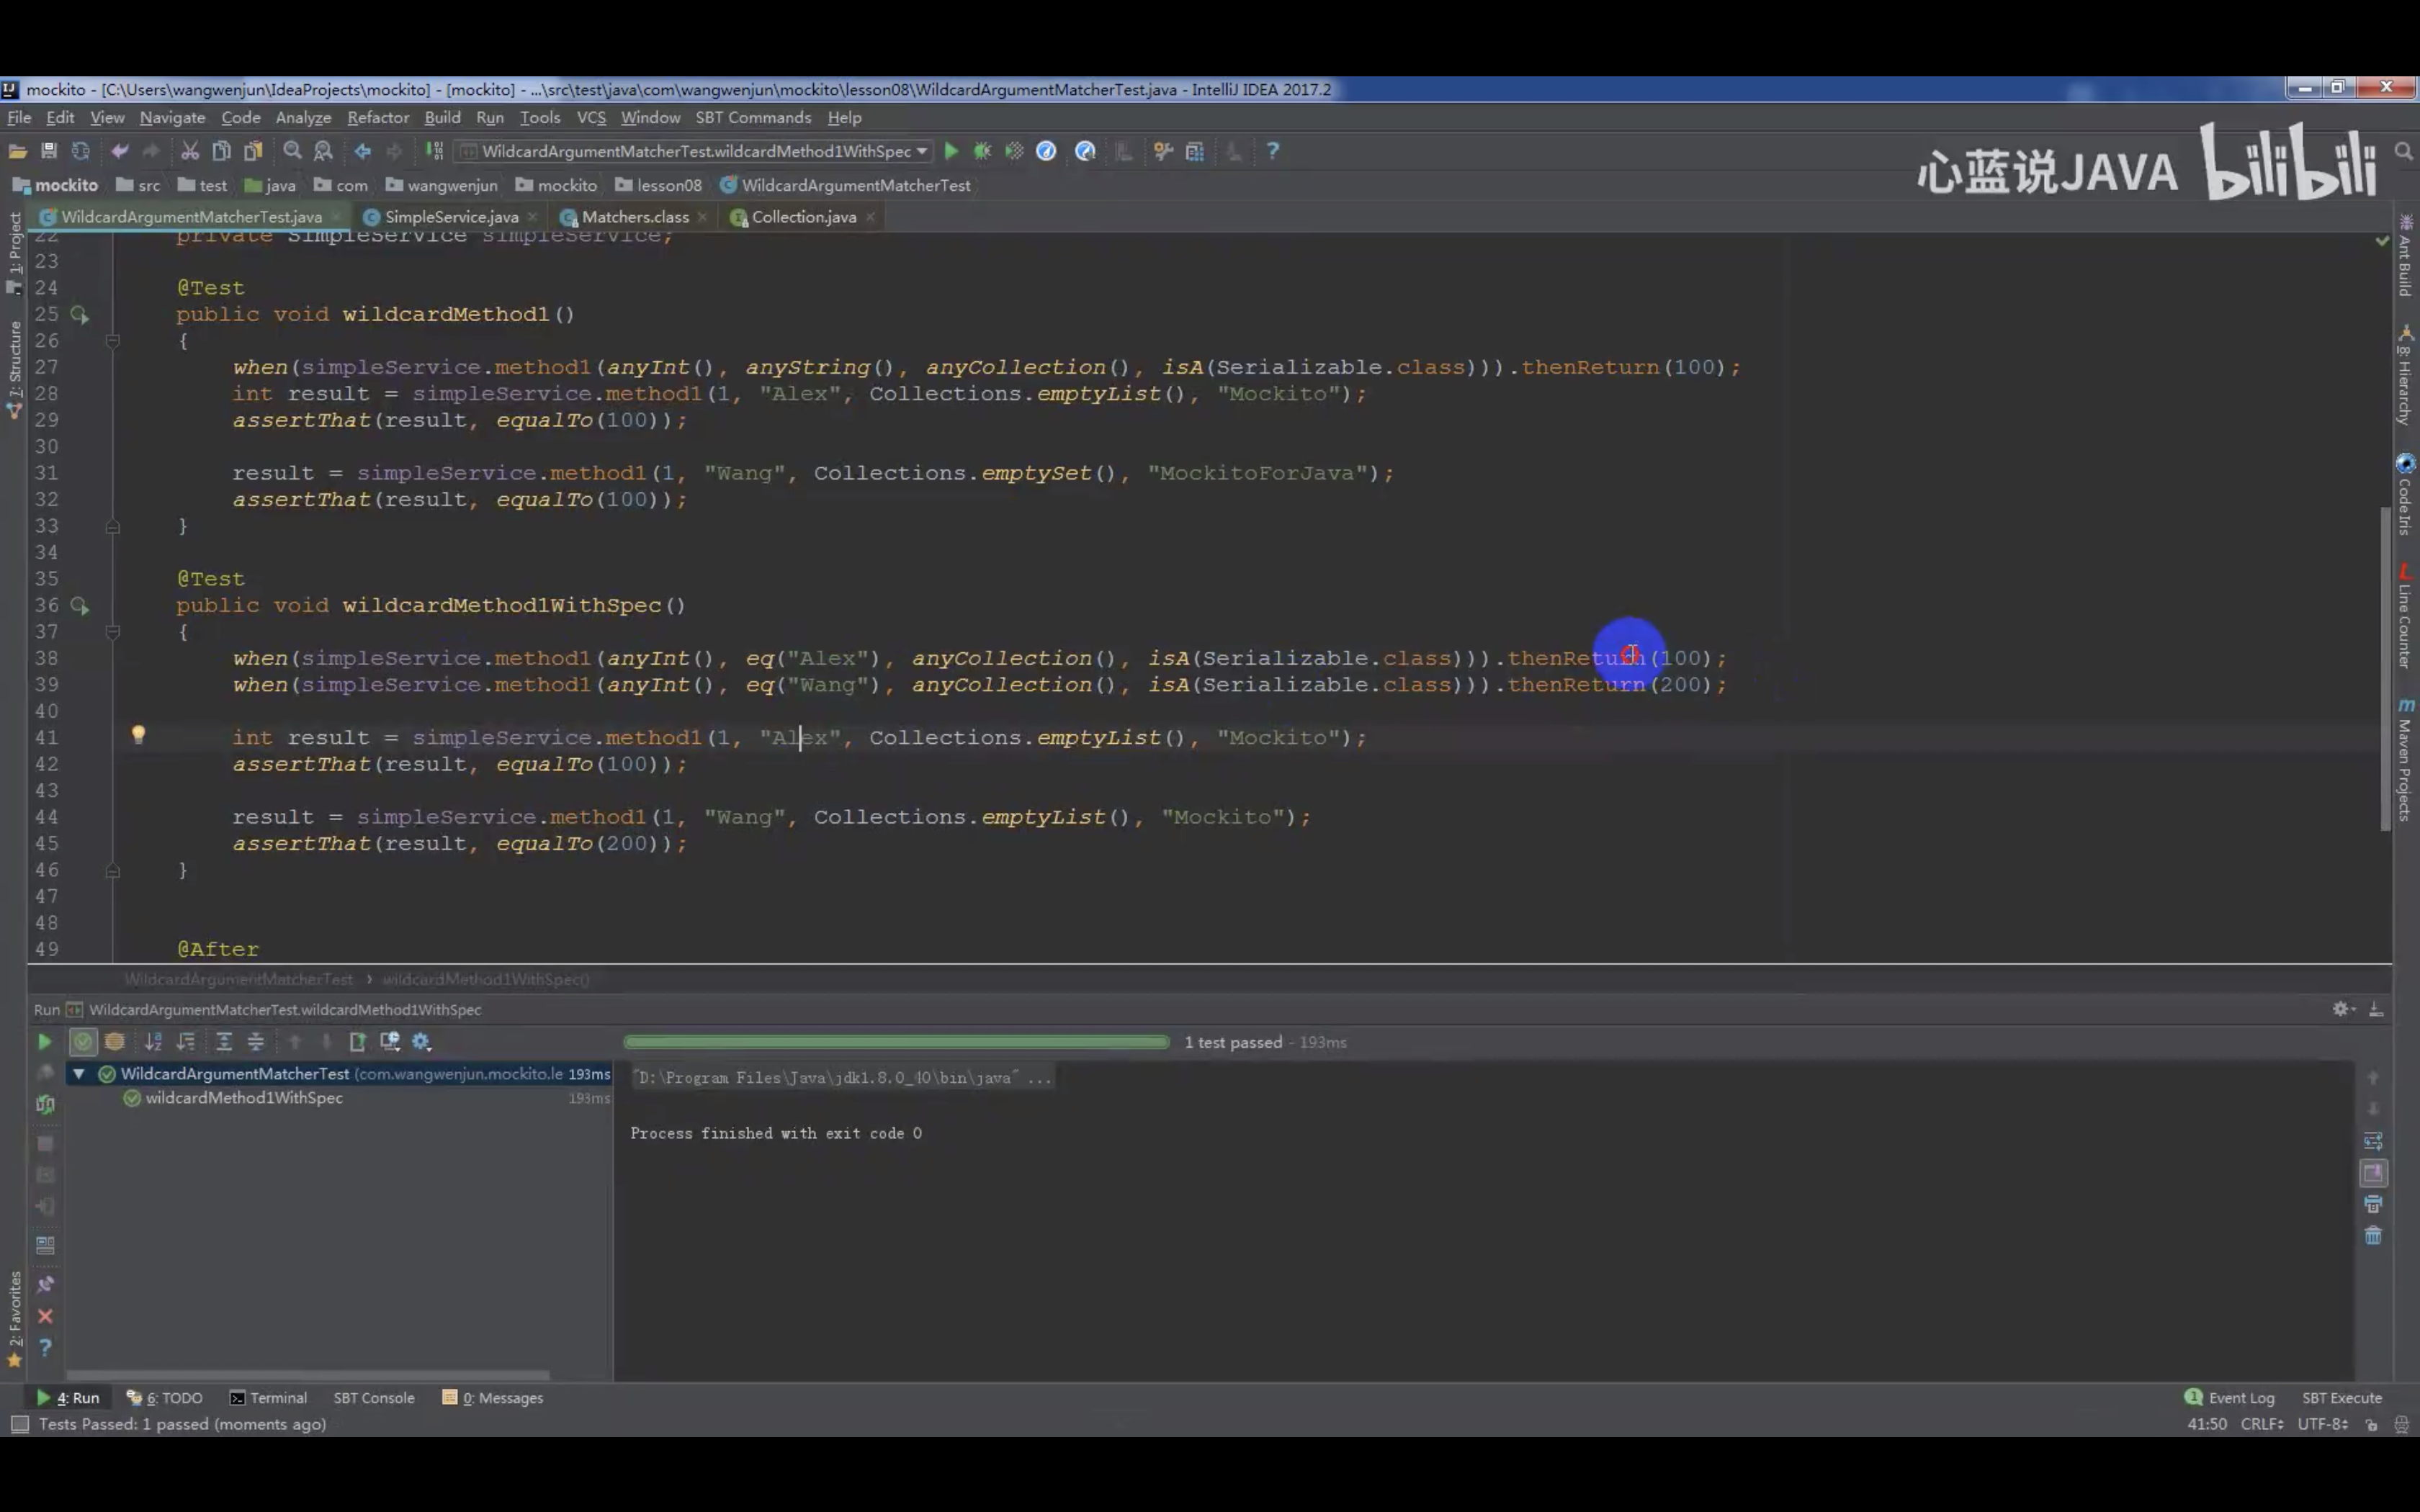 mockito - [C:\Users\wangwenjun\IdeaProjects\mockito] - [mockito] - ...\src\test\java\com\wangwenjun\mockito\lesson08\WildcardArgumentMatcherTest.java - IntelliJ IDEA 2017.2
File Edit View Navigate Code Analyze Refactor Build Run Tools VCS Window SBT Commands Help
WildcardArgumentMatcherTest.wildcardMethod1WithSpec
心蓝说JAVA bilibili
mockito src test java com wangwenjun mockito lesson08 WildcardArgumentMatcherTest
WildcardArgumentMatcherTest.java SimpleService.java Matchers.class Collection.java
1: Project
7: Structure
2: Favorites
Ant Build
8: Hierarchy
Code Iris
Line Counter
Maven Projects
22 private SimpleService simpleService;
23
24 @Test
25 public void wildcardMethod1()
26 {
27 when(simpleService.method1(anyInt(), anyString(), anyCollection(), isA(Serializable.class))).thenReturn(100);
28 int result = simpleService.method1(1, "Alex", Collections.emptyList(), "Mockito");
29 assertThat(result, equalTo(100));
30
31 result = simpleService.method1(1, "Wang", Collections.emptySet(), "MockitoForJava");
32 assertThat(result, equalTo(100));
33 }
34
35 @Test
36 public void wildcardMethod1WithSpec()
37 {
38 when(simpleService.method1(anyInt(), eq("Alex"), anyCollection(), isA(Serializable.class))).thenReturn(100);
39 when(simpleService.method1(anyInt(), eq("Wang"), anyCollection(), isA(Serializable.class))).thenReturn(200);
40
41 int result = simpleService.method1(1, "Alex", Collections.emptyList(), "Mockito");
42 assertThat(result, equalTo(100));
43
44 result = simpleService.method1(1, "Wang", Collections.emptyList(), "Mockito");
45 assertThat(result, equalTo(200));
46 }
47
48
49 @After
WildcardArgumentMatcherTest › wildcardMethod1WithSpec()
Run WildcardArgumentMatcherTest.wildcardMethod1WithSpec
1 test passed - 193ms
WildcardArgumentMatcherTest (com.wangwenjun.mockito.le 193ms
wildcardMethod1WithSpec 193ms
"D:\Program Files\Java\jdk1.8.0_40\bin\java" ...
Process finished with exit code 0
4: Run 6: TODO Terminal SBT Console 0: Messages
1 Event Log SBT Execute
Tests Passed: 1 passed (moments ago)
41:50 CRLF UTF-8